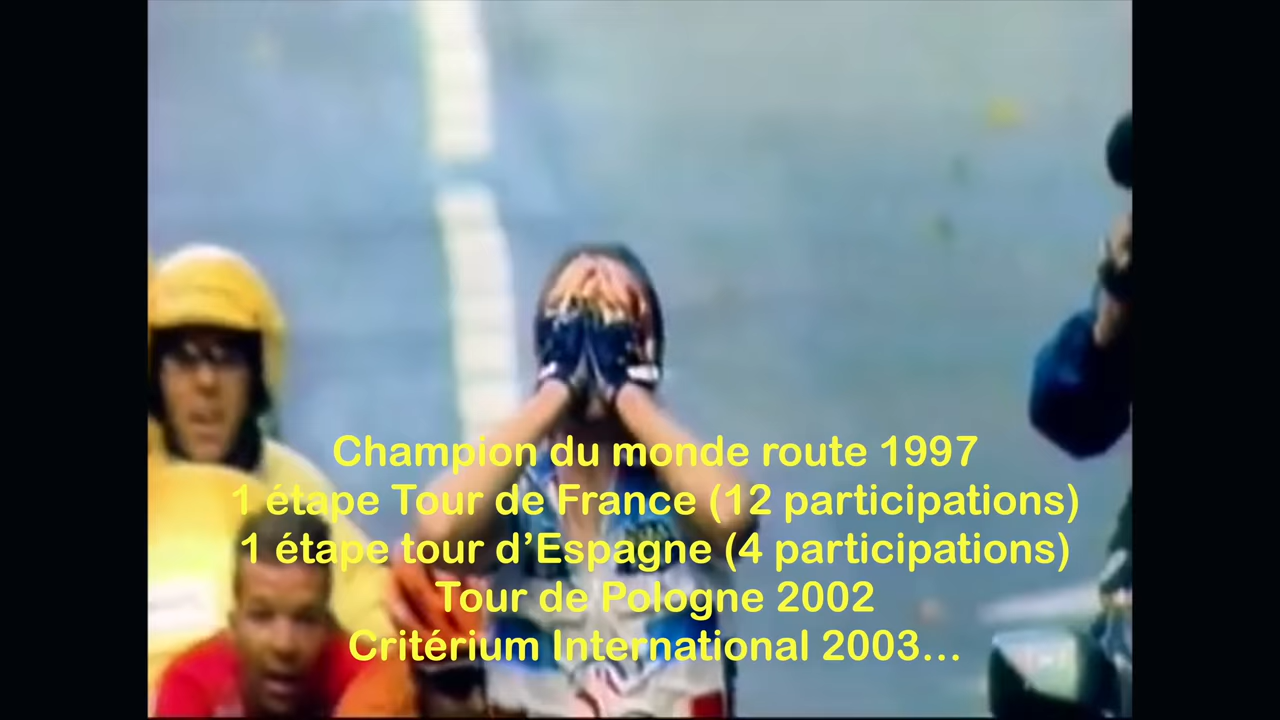 Champion du monde route 1997
1 étape Tour de France (12 participations)
1 étape tour d’Espagne (4 participations)
Tour de Pologne 2002
Critérium International 2003...